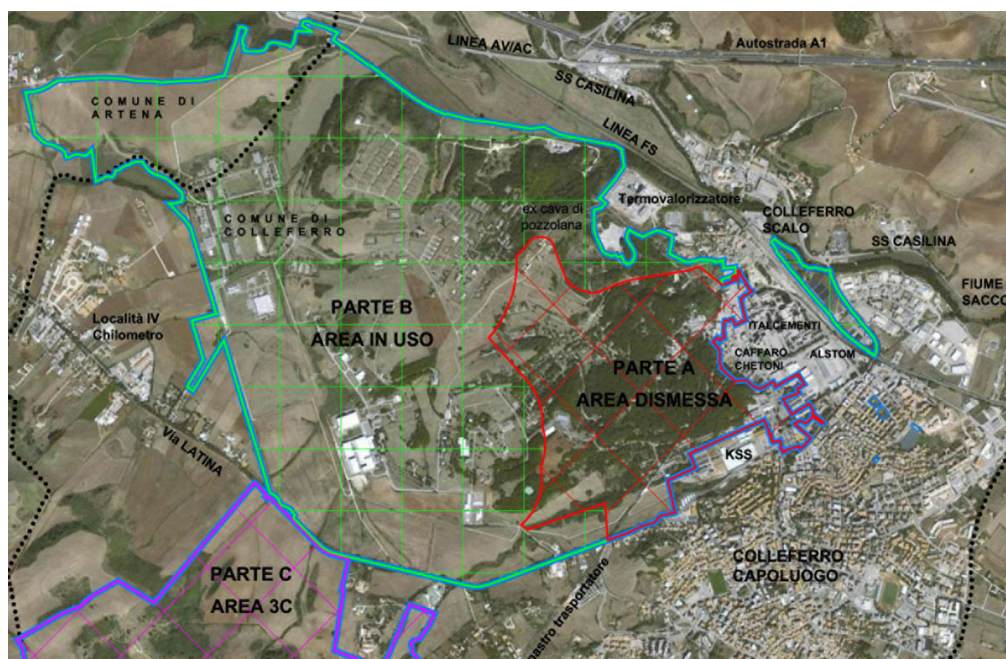 LINEA AV/AC
Autostrada A1
SS CASILINA
COMUNE DI
ARTENA
LINEA FS
Termovalorizzatore
ex cava di
pozzolana
COLLEFERRO
SCALO
COMUNE DI
COLLEFERRO
SS CASILINA
FIUME
SACCO
PARTE B
AREA IN USO
Località IV
Chilometro
ITALCEMENTI
CAFFARO
CHETONI
ALSTOM
PARTE A
AREA DISMESSA
Via LATINA
KSS
PARTE C
AREA 3C
COLLEFERRO
CAPOLUOGO
nastro trasportatore